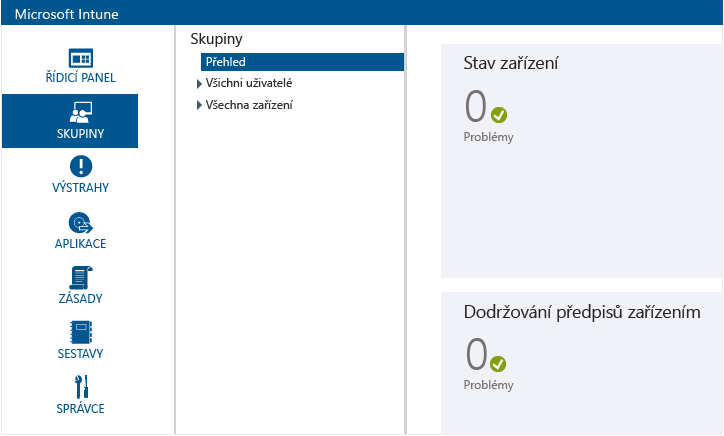 Microsoft Intune
ŘÍDICÍ PANEL
SKUPINY
VÝSTRAHY
APLIKACE
ZÁSADY
SESTAVY
SPRÁVCE
Skupiny
Přehled
Všichni uživatelé
Všechna zařízení
Stav zařízení
0
Problémy
Dodržování předpisů zařízením
0
Problémy